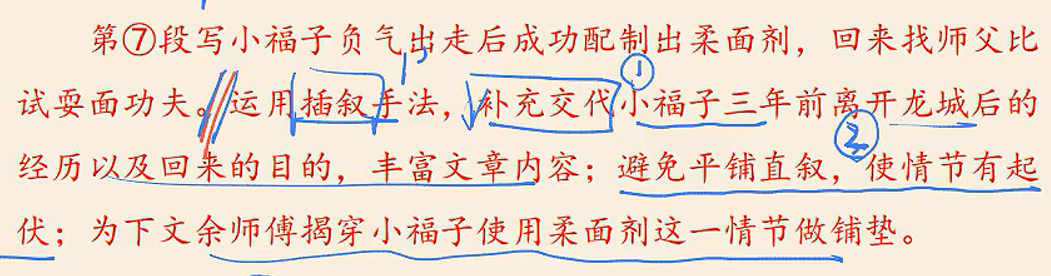 第⑦段写小福子负气出走后成功配制出柔面剂，回来找师父比
试耍面功夫。运用插叙手法，补充交代小福子三年前离开龙城后的
经历以及回来的目的，丰富文章内容；避免平铺直叙，使情节有起
伏；为下文余师傅揭穿小福子使用柔面剂这一情节做铺垫。
①
②